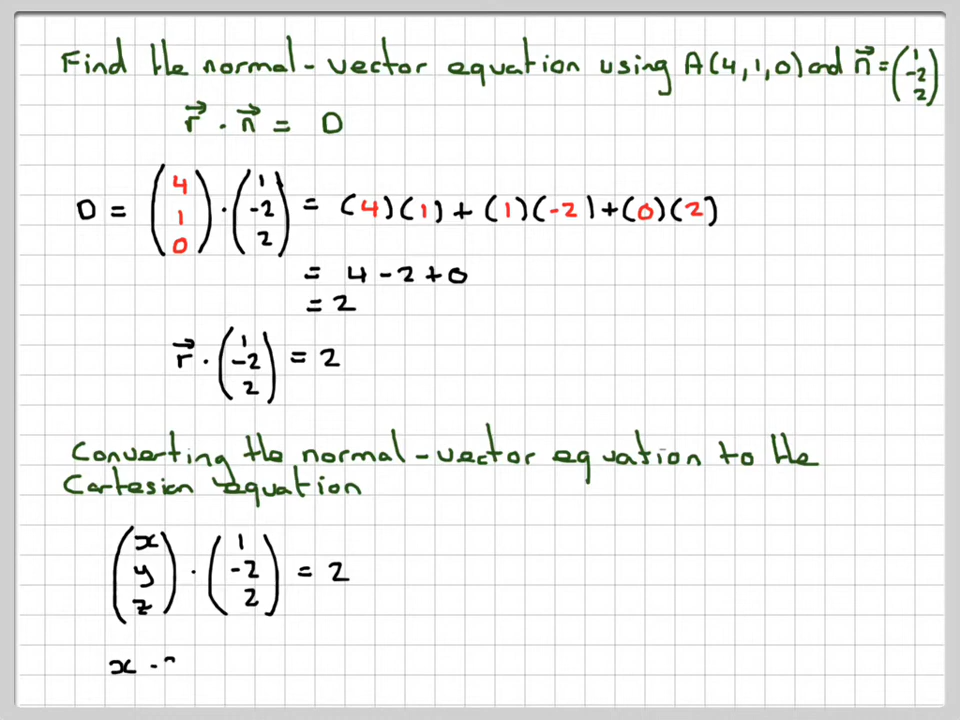 Find the normal-vector equation using A(4,1,0) and n⃗ = (1 -2 2)
r⃗ . n⃗ = D
D = (4 1 0) . (1 -2 2) = (4)(1) + (1)(-2) + (0)(2)
= 4 - 2 + 0
= 2
r⃗ . (1 -2 2) = 2
Converting the normal-vector equation to the
Cartesian equation
(x y z) . (1 -2 2) = 2
x -